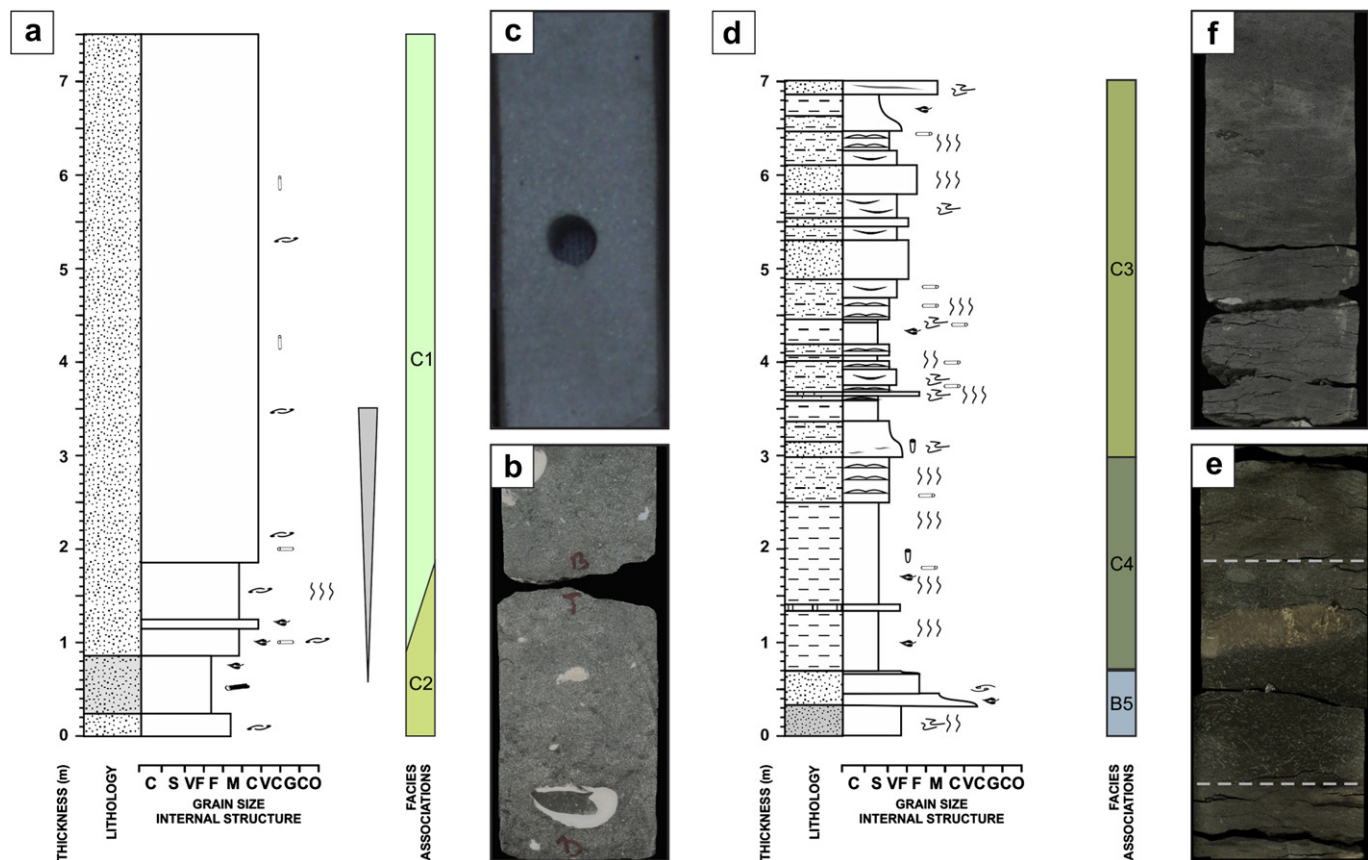 a
c
d
f
7
6
5
4
3
2
1
0
C1
C2
THICKNESS (m)
LITHOLOGY
C S VF F M C VC G CO
GRAIN SIZE
INTERNAL STRUCTURE
FACIES
ASSOCIATIONS
b
B
T
7
6
5
4
3
2
1
0
C3
C4
B5
THICKNESS (m)
LITHOLOGY
C S VF F M C VC G CO
GRAIN SIZE
INTERNAL STRUCTURE
FACIES
ASSOCIATIONS
e